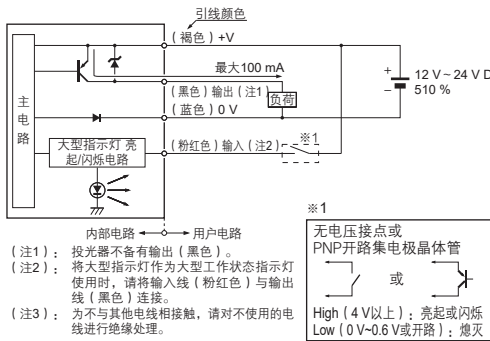 引线颜色
（褐色）+V
最大100 mA
（黑色）输出（注1）
负荷
+
−
12 V～24 V D
510 %
（蓝色）0 V
主电路
大型指示灯 亮
起/闪烁电路
（粉红色）输入（注2）
※1
内部电路
用户电路
（注1）： 投光器不备有输出（黑色）。
（注2）： 将大型指示灯作为大型工作状态指示灯
使用时，请将输入线（粉红色）与输出
线（黑色）连接。
（注3）： 为不与其他电线相接触，请对不使用的电
线进行绝缘处理。
※1
无电压接点或
PNP开路集电极晶体管
或
High（4 V以上）：亮起或闪烁
Low（0 V~0.6 V或开路）：熄灭